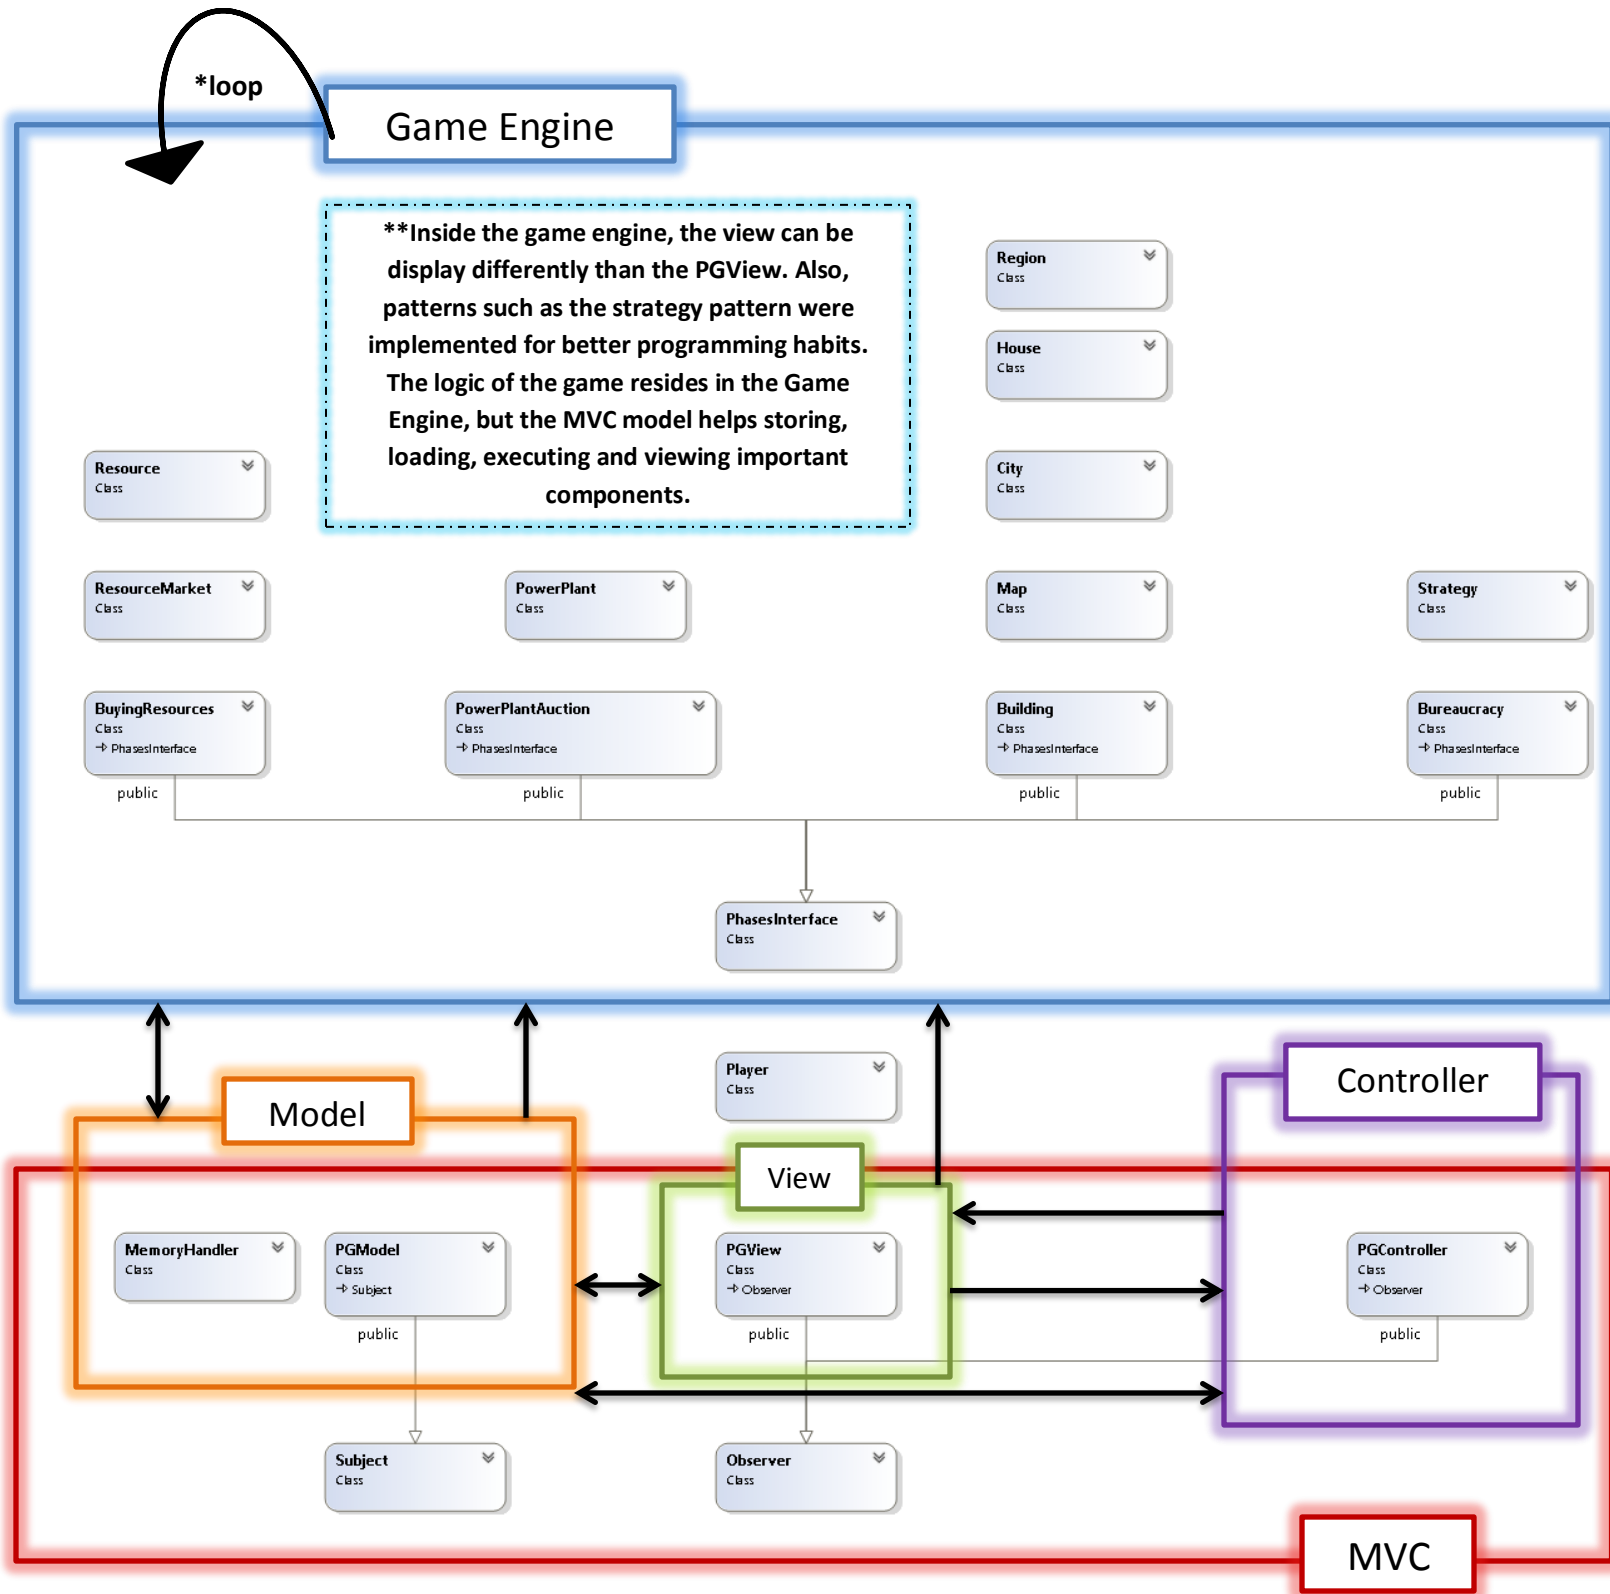 *loop
Game Engine
**Inside the game engine, the view can be
display differently than the PGView. Also,
patterns such as the strategy pattern were
implemented for better programming habits.
The logic of the game resides in the Game
Engine, but the MVC model helps storing,
loading, executing and viewing important
components.
Region
Class
House
Class
Resource
Class
City
Class
ResourceMarket
Class
PowerPlant
Class
Map
Class
Strategy
Class
BuyingResources
Class
PhasesInterface
public
PowerPlantAuction
Class
PhasesInterface
public
Building
Class
PhasesInterface
public
Bureaucracy
Class
PhasesInterface
public
PhasesInterface
Class
Player
Class
Controller
Model
View
MemoryHandler
Class
PGModel
Class
Subject
public
PGView
Class
Observer
public
PGController
Class
Observer
public
Subject
Class
Observer
Class
MVC